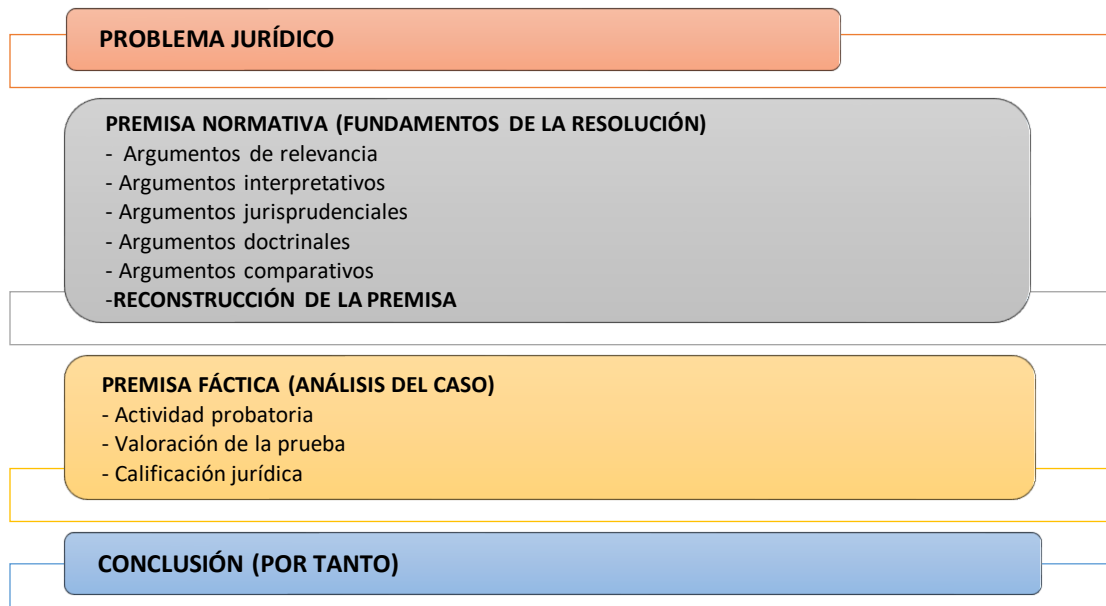 PROBLEMA JURÍDICO
PREMISA NORMATIVA (FUNDAMENTOS DE LA RESOLUCIÓN)
- Argumentos de relevancia
- Argumentos interpretativos
- Argumentos jurisprudenciales
- Argumentos doctrinales
- Argumentos comparativos
-RECONSTRUCCIÓN DE LA PREMISA
PREMISA FÁCTICA (ANÁLISIS DEL CASO)
- Actividad probatoria
- Valoración de la prueba
- Calificación jurídica
CONCLUSIÓN (POR TANTO)